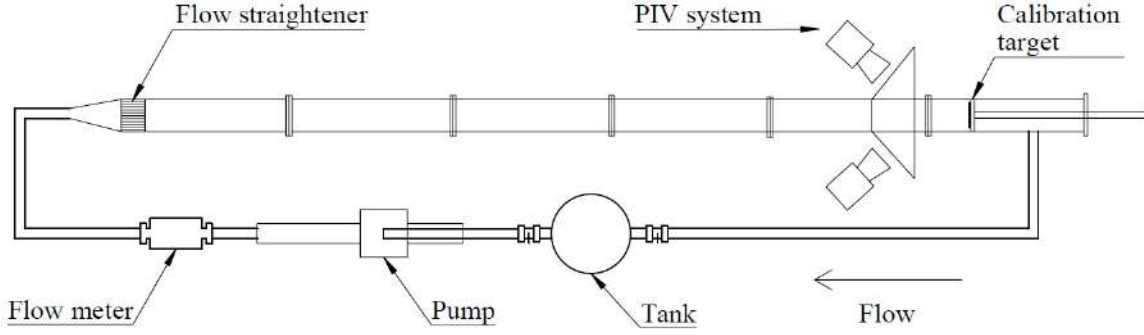 Flow straightener
PIV system
Calibration
target
Flow meter
Pump
Tank
Flow